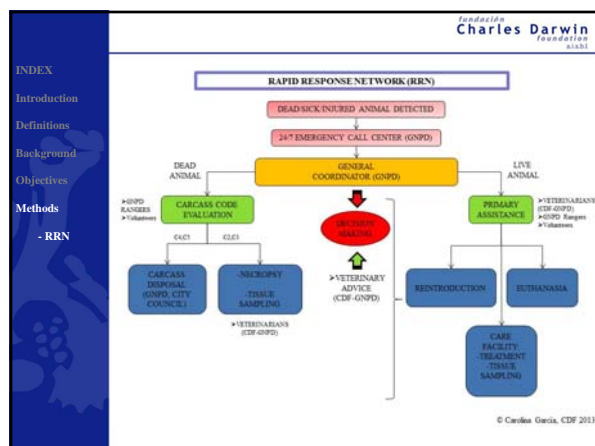 fundación
Charles Darwin
foundation
aisbl
INDEX
Introduction
Definitions
Background
Objectives
Methods
- RRN
RAPID RESPONSE NETWORK (RRN)
DEAD/SICK/INJURED ANIMAL DETECTED
24/7 EMERGENCY CALL CENTER (GNPD)
GENERAL
COORDINATOR (GNPD)
DEAD
ANIMAL
LIVE
ANIMAL
➤GNPD
RANGERS
➤Volunteers
CARCASS CODE
EVALUATION
DECISION
MAKING
PRIMARY
ASSISTANCE
➤VETERINARIANS
(CDF-GNPD)
➤GNPD Rangers
➤Volunteers
C4,C5
C2,C3
CARCASS
DISPOSAL
(GNPD, CITY
COUNCIL)
-NECROPSY
-TISSUE
SAMPLING
➤VETERINARIANS
(CDF-GNPD)
➤VETERINARY
ADVICE
(CDF-GNPD)
REINTRODUCTION
EUTHANASIA
CARE
FACILITY:
-TREATMENT
-TISSUE
SAMPLING
© Carolina García, CDF 2013